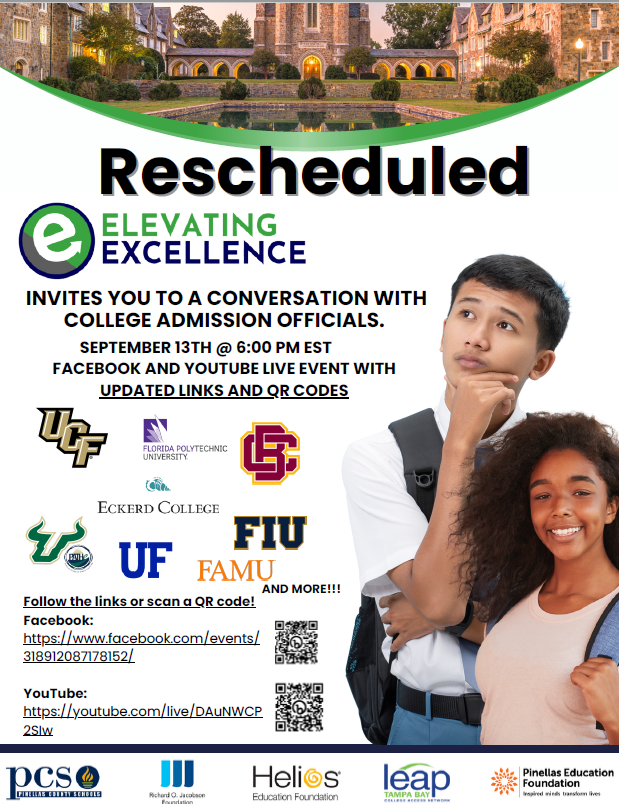 Rescheduled
e
ELEVATING
EXCELLENCE
INVITES YOU TO A CONVERSATION WITH
COLLEGE ADMISSION OFFICIALS.
SEPTEMBER 13TH @ 6:00 PM EST
FACEBOOK AND YOUTUBE LIVE EVENT WITH
UPDATED LINKS AND QR CODES
UCF
FLORIDA POLYTECHNIC
UNIVERSITY
BC
ECKERD COLLEGE
U
UF
FIU
FAMU
AND MORE!!!
Follow the links or scan a QR code!
Facebook:
https://www.facebook.com/events/
318912087178152/
YouTube:
https://youtube.com/live/DAuNWCP
2SIw
pcs
PINELLAS COUNTY SCHOOLS
Richard O. Jacobson
Foundation
Helios
Education Foundation
leap
TAMPA BAY
COLLEGE ACCESS NETWORK
Pinellas Education
Foundation
Inspired minds transform lives